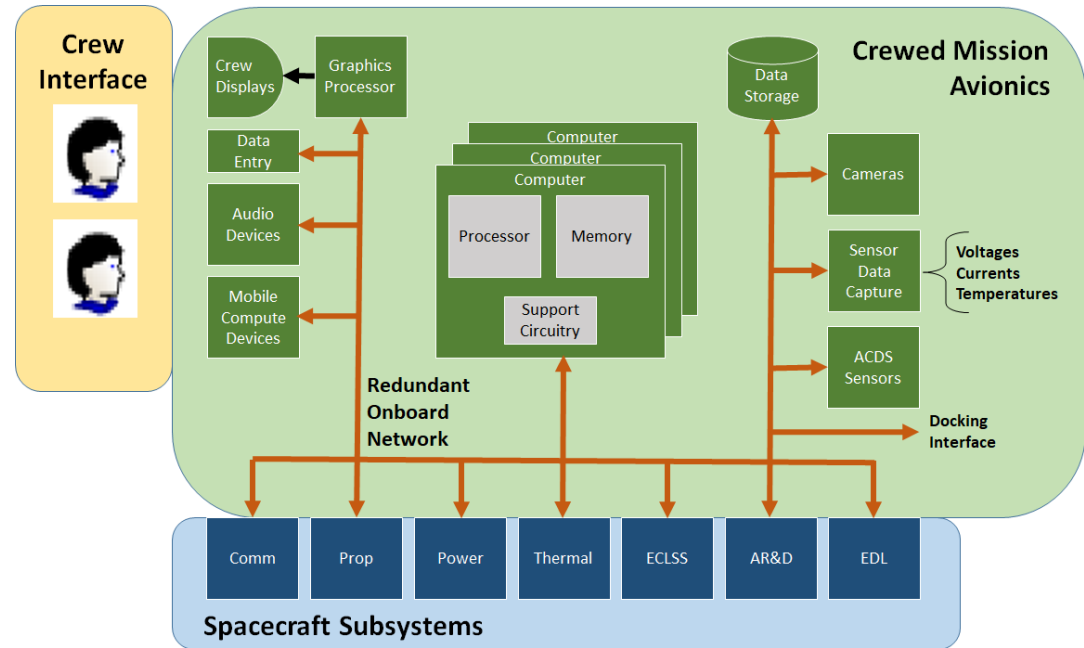 Crew
Interface
Crewed Mission
Avionics
Crew
Displays
Graphics
Processor
Data
Entry
Audio
Devices
Mobile
Compute
Devices
Computer
Computer
Computer
Processor
Memory
Support
Circuitry
Data
Storage
Cameras
Sensor
Data
Capture
Voltages
Currents
Temperatures
ACDS
Sensors
Docking
Interface
Redundant
Onboard
Network
Comm
Prop
Power
Thermal
ECLSS
AR&D
EDL
Spacecraft Subsystems